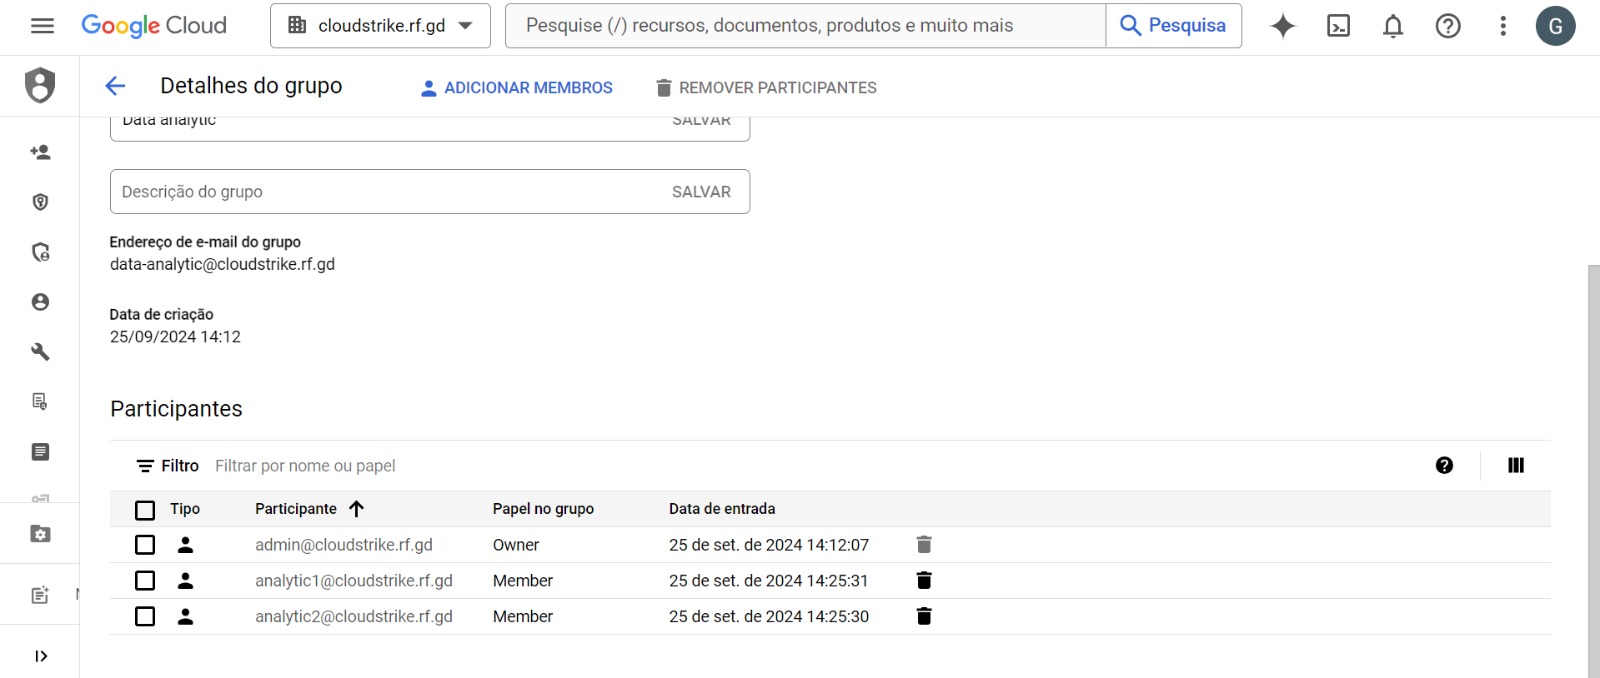 Google Cloud
cloudstrike.rf.gd
Pesquise (/) recursos, documentos, produtos e muito mais
Pesquisa
G
Detalhes do grupo
ADICIONAR MEMBROS
REMOVER PARTICIPANTES
Data analytic
SALVAR
Descrição do grupo
SALVAR
Endereço de e-mail do grupo
data-analytic@cloudstrike.rf.gd
Data de criação
25/09/2024 14:12
Participantes
Filtro Filtrar por nome ou papel
Tipo Participante Papel no grupo Data de entrada
admin@cloudstrike.rf.gd Owner 25 de set. de 2024 14:12:07
analytic1@cloudstrike.rf.gd Member 25 de set. de 2024 14:25:31
analytic2@cloudstrike.rf.gd Member 25 de set. de 2024 14:25:30